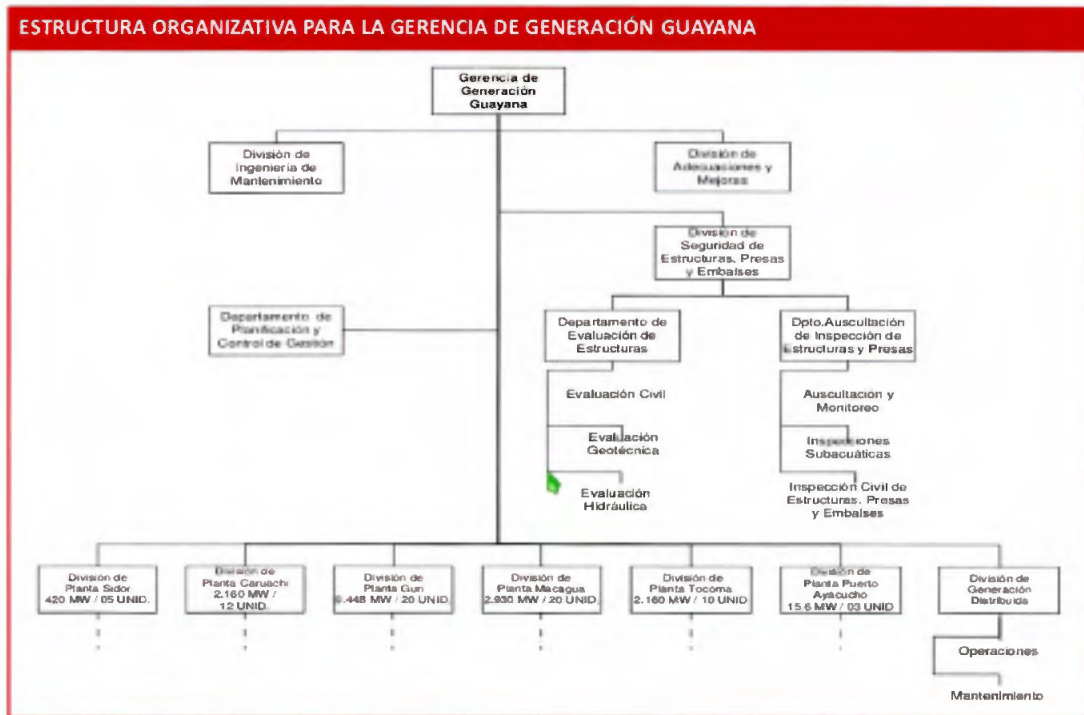 ESTRUCTURA ORGANIZATIVA PARA LA GERENCIA DE GENERACIÓN GUAYANA
Gerencia de
Generación
Guayana
División de
Ingeniería de
Mantenimiento
División de
Adecuaciones y
Mejoras
División de
Seguridad de
Estructuras, Presas
y Embalses
Departamento de
Planificación y
Control de Gestión
Departamento de
Evaluación de
Estructuras
Dpto.Auscultación
de Inspección de
Estructuras y Presas
Evaluación Civil
Evaluación
Geotécnica
Evaluación
Hidráulica
Auscultación y
Monitoreo
Inspecciones
Subacuáticas
Inspección Civil de
Estructuras, Presas
y Embalses
División de
Planta Sidor
420 MW / 05 UNID.
División de
Planta Caruachi
2.160 MW /
12 UNID.
División de
Planta Guri
MW / 20 UNID.
División de
Planta Macagua
2.930 MW / 20 UNID.
División de
Planta Tocoma
2.160 MW / 10 UNID
División de
Planta Puerto
Ayacucho
15.6 MW / 03 UNID
División de
Generación
Distribuida
Operaciones
Mantenimiento